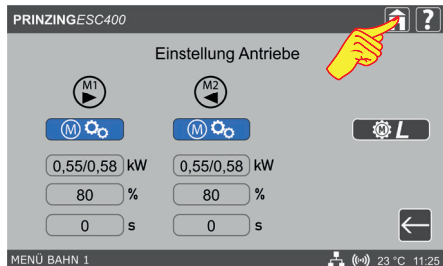 PRINZINGESC400 ?
Einstellung Antriebe
M1 M2
M M L
0,55/0,58 kW 0,55/0,58 kW
80 % 80 %
0 s 0 s
MENÜ BAHN 1 23 °C 11:25